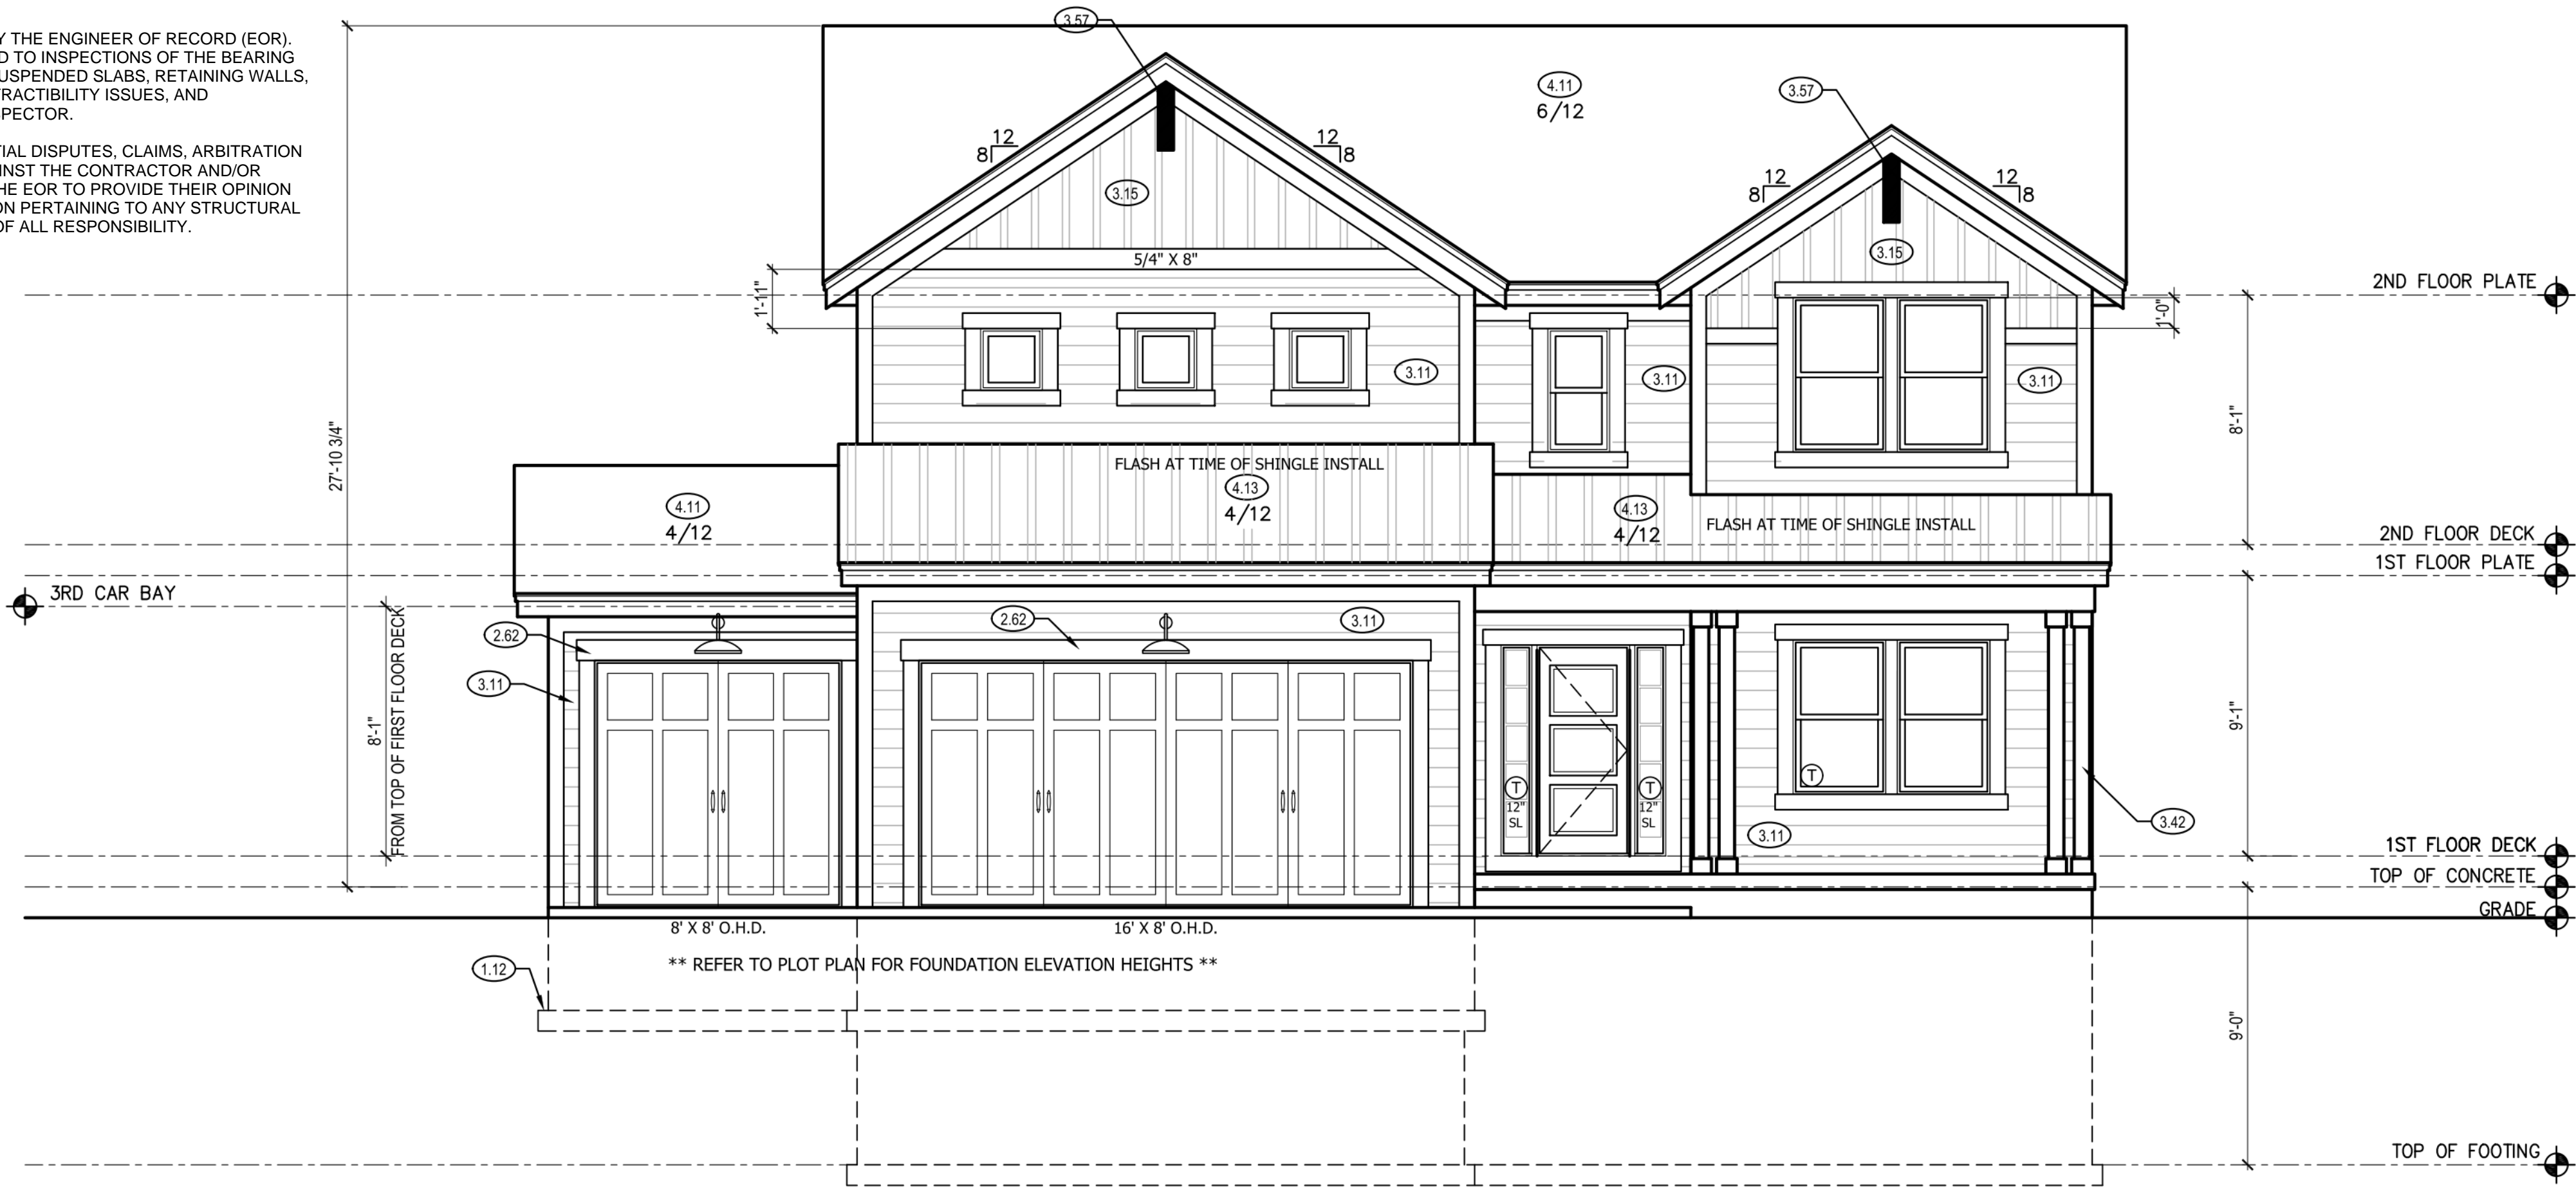 Y THE ENGINEER OF RECORD (EOR).
D TO INSPECTIONS OF THE BEARING
USPENDED SLABS, RETAINING WALLS,
TRACTIBILITY ISSUES, AND
SPECTOR.
TIAL DISPUTES, CLAIMS, ARBITRATION
INST THE CONTRACTOR AND/OR
HE EOR TO PROVIDE THEIR OPINION
ON PERTAINING TO ANY STRUCTURAL
OF ALL RESPONSIBILITY.
3.57
4.11
6/12
3.57
12
8
12
8
3.15
12
8
12
8
3.15
5/4" X 8"
1'-11"
2ND FLOOR PLATE
1'-0"
3.11
3.11
3.11
27'-10 3/4"
8'-1"
FLASH AT TIME OF SHINGLE INSTALL
4.13
4/12
4.11
4/12
4.13
4/12
FLASH AT TIME OF SHINGLE INSTALL
2ND FLOOR DECK
1ST FLOOR PLATE
3RD CAR BAY
2.62
2.62
3.11
3.11
8'-1"
FROM TOP OF FIRST FLOOR DECK
9'-1"
T
12"
SL
T
12"
SL
T
3.42
3.11
1ST FLOOR DECK
TOP OF CONCRETE
GRADE
8' X 8' O.H.D.
16' X 8' O.H.D.
** REFER TO PLOT PLAN FOR FOUNDATION ELEVATION HEIGHTS **
1.12
9'-0"
TOP OF FOOTING